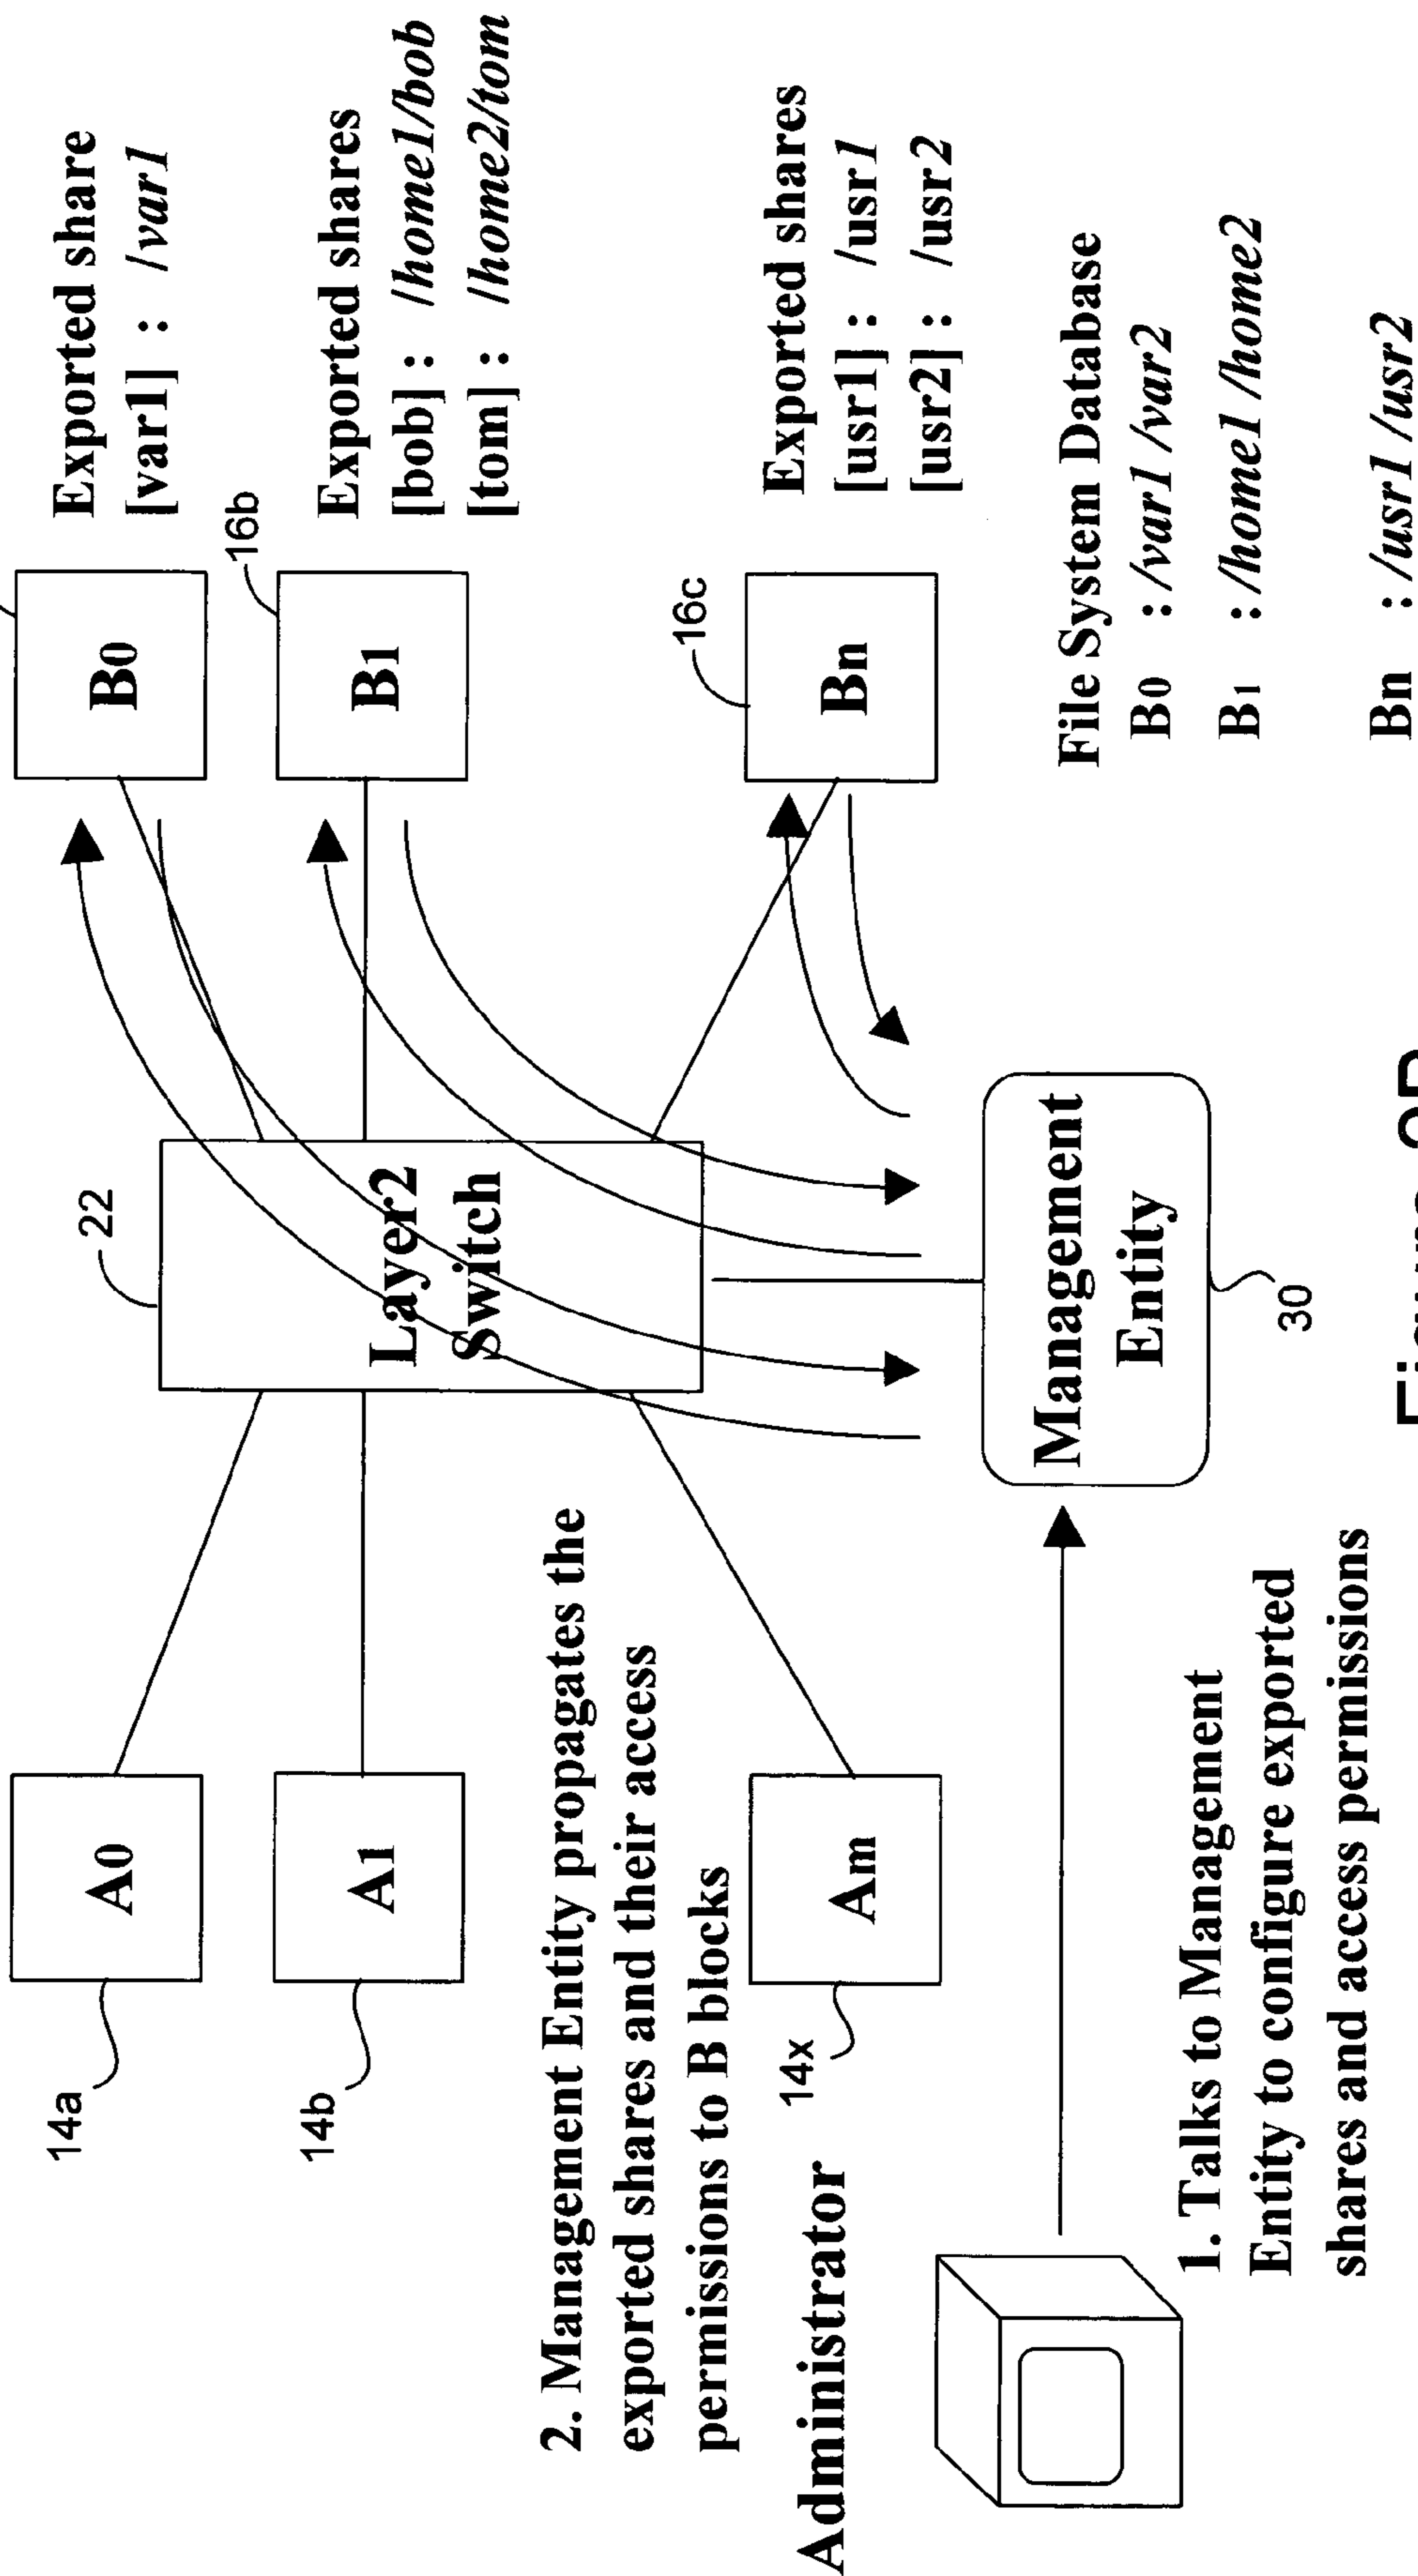 14a
A0
14b
A1
14x
Am
22
Layer2
Switch
B0
16b
B1
16c
Bn
Exported share
[var1] : /var1
Exported shares
[bob] : /home1/bob
[tom] : /home2/tom
Exported shares
[usr1] : /usr1
[usr2] : /usr2
2. Management Entity propagates the
exported shares and their access
permissions to B blocks
Administrator
1. Talks to Management
Entity to configure exported
shares and access permissions
Management
Entity
30
File System Database
B0 : /var1 /var2
B1 : /home1 /home2
Bn : /usr1 /usr2